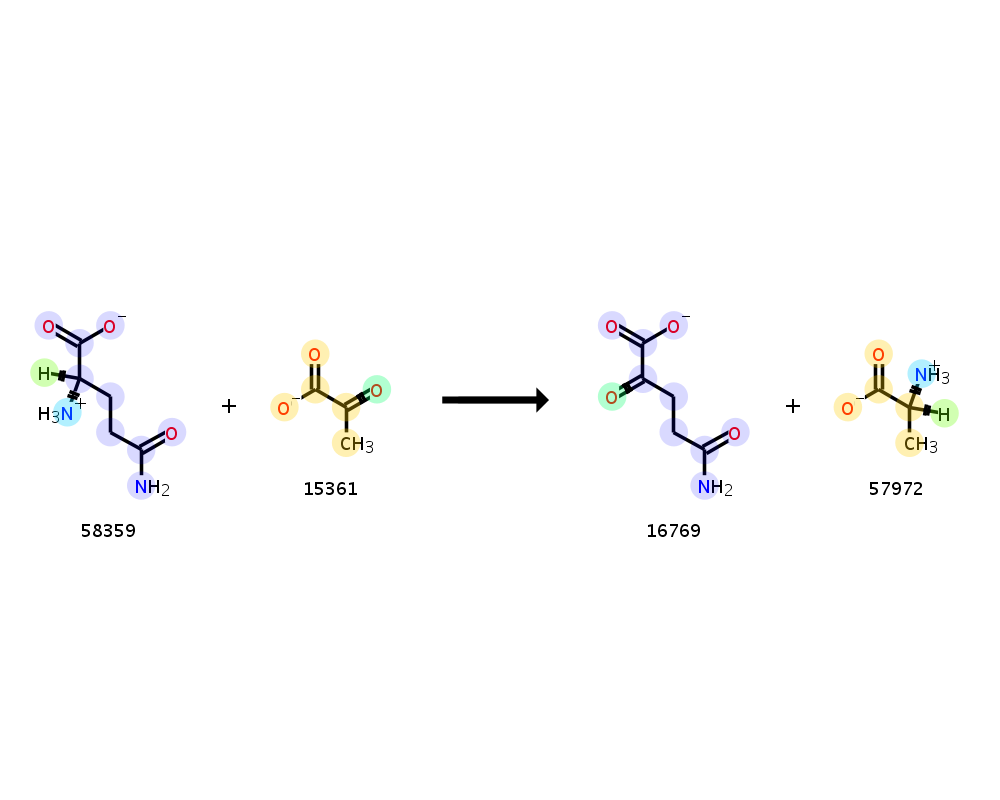 O O⁻ O O O⁻ O NH₃⁺
H O O O
H₃N⁺ + O⁻ + O⁻ H
O CH₃ O CH₃
NH₂ 15361 NH₂ 57972
58359 16769